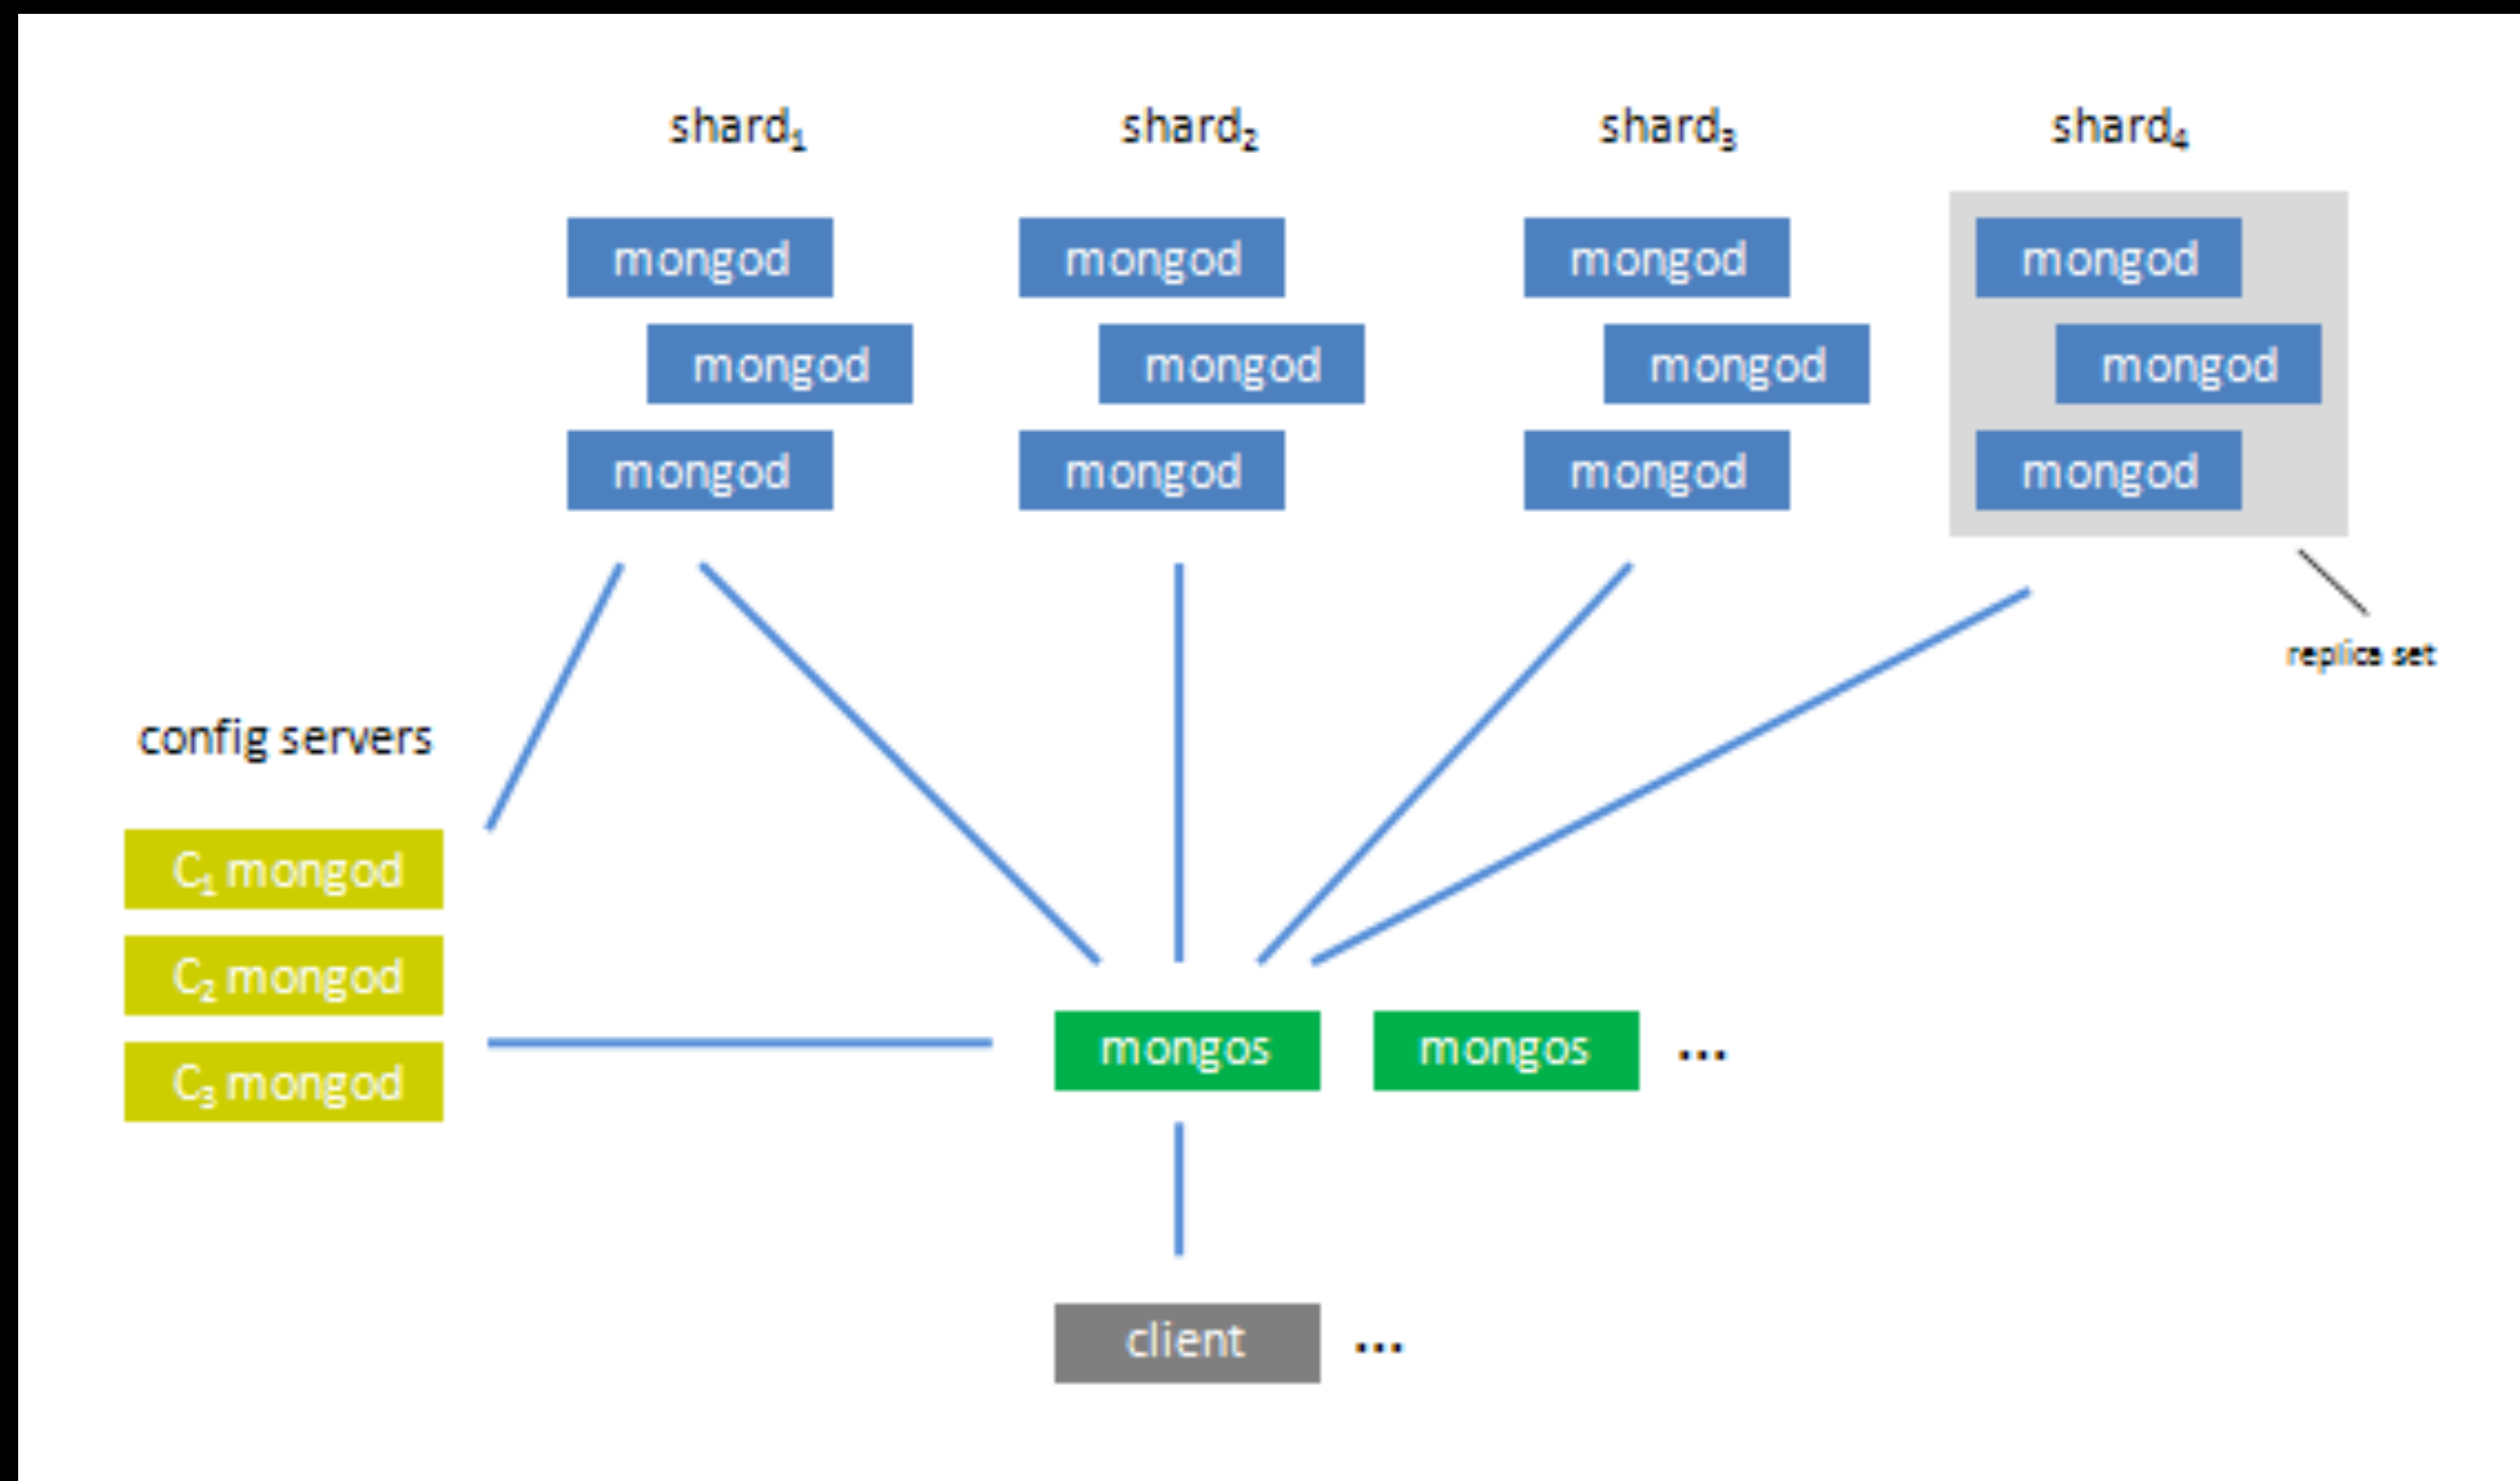 shard₁ shard₂ shard₃ shard₄
mongod mongod mongod mongod
mongod mongod mongod mongod
mongod mongod mongod mongod
replica set
config servers
C₁ mongod
C₂ mongod
mongos mongos ...
C₃ mongod
client ...